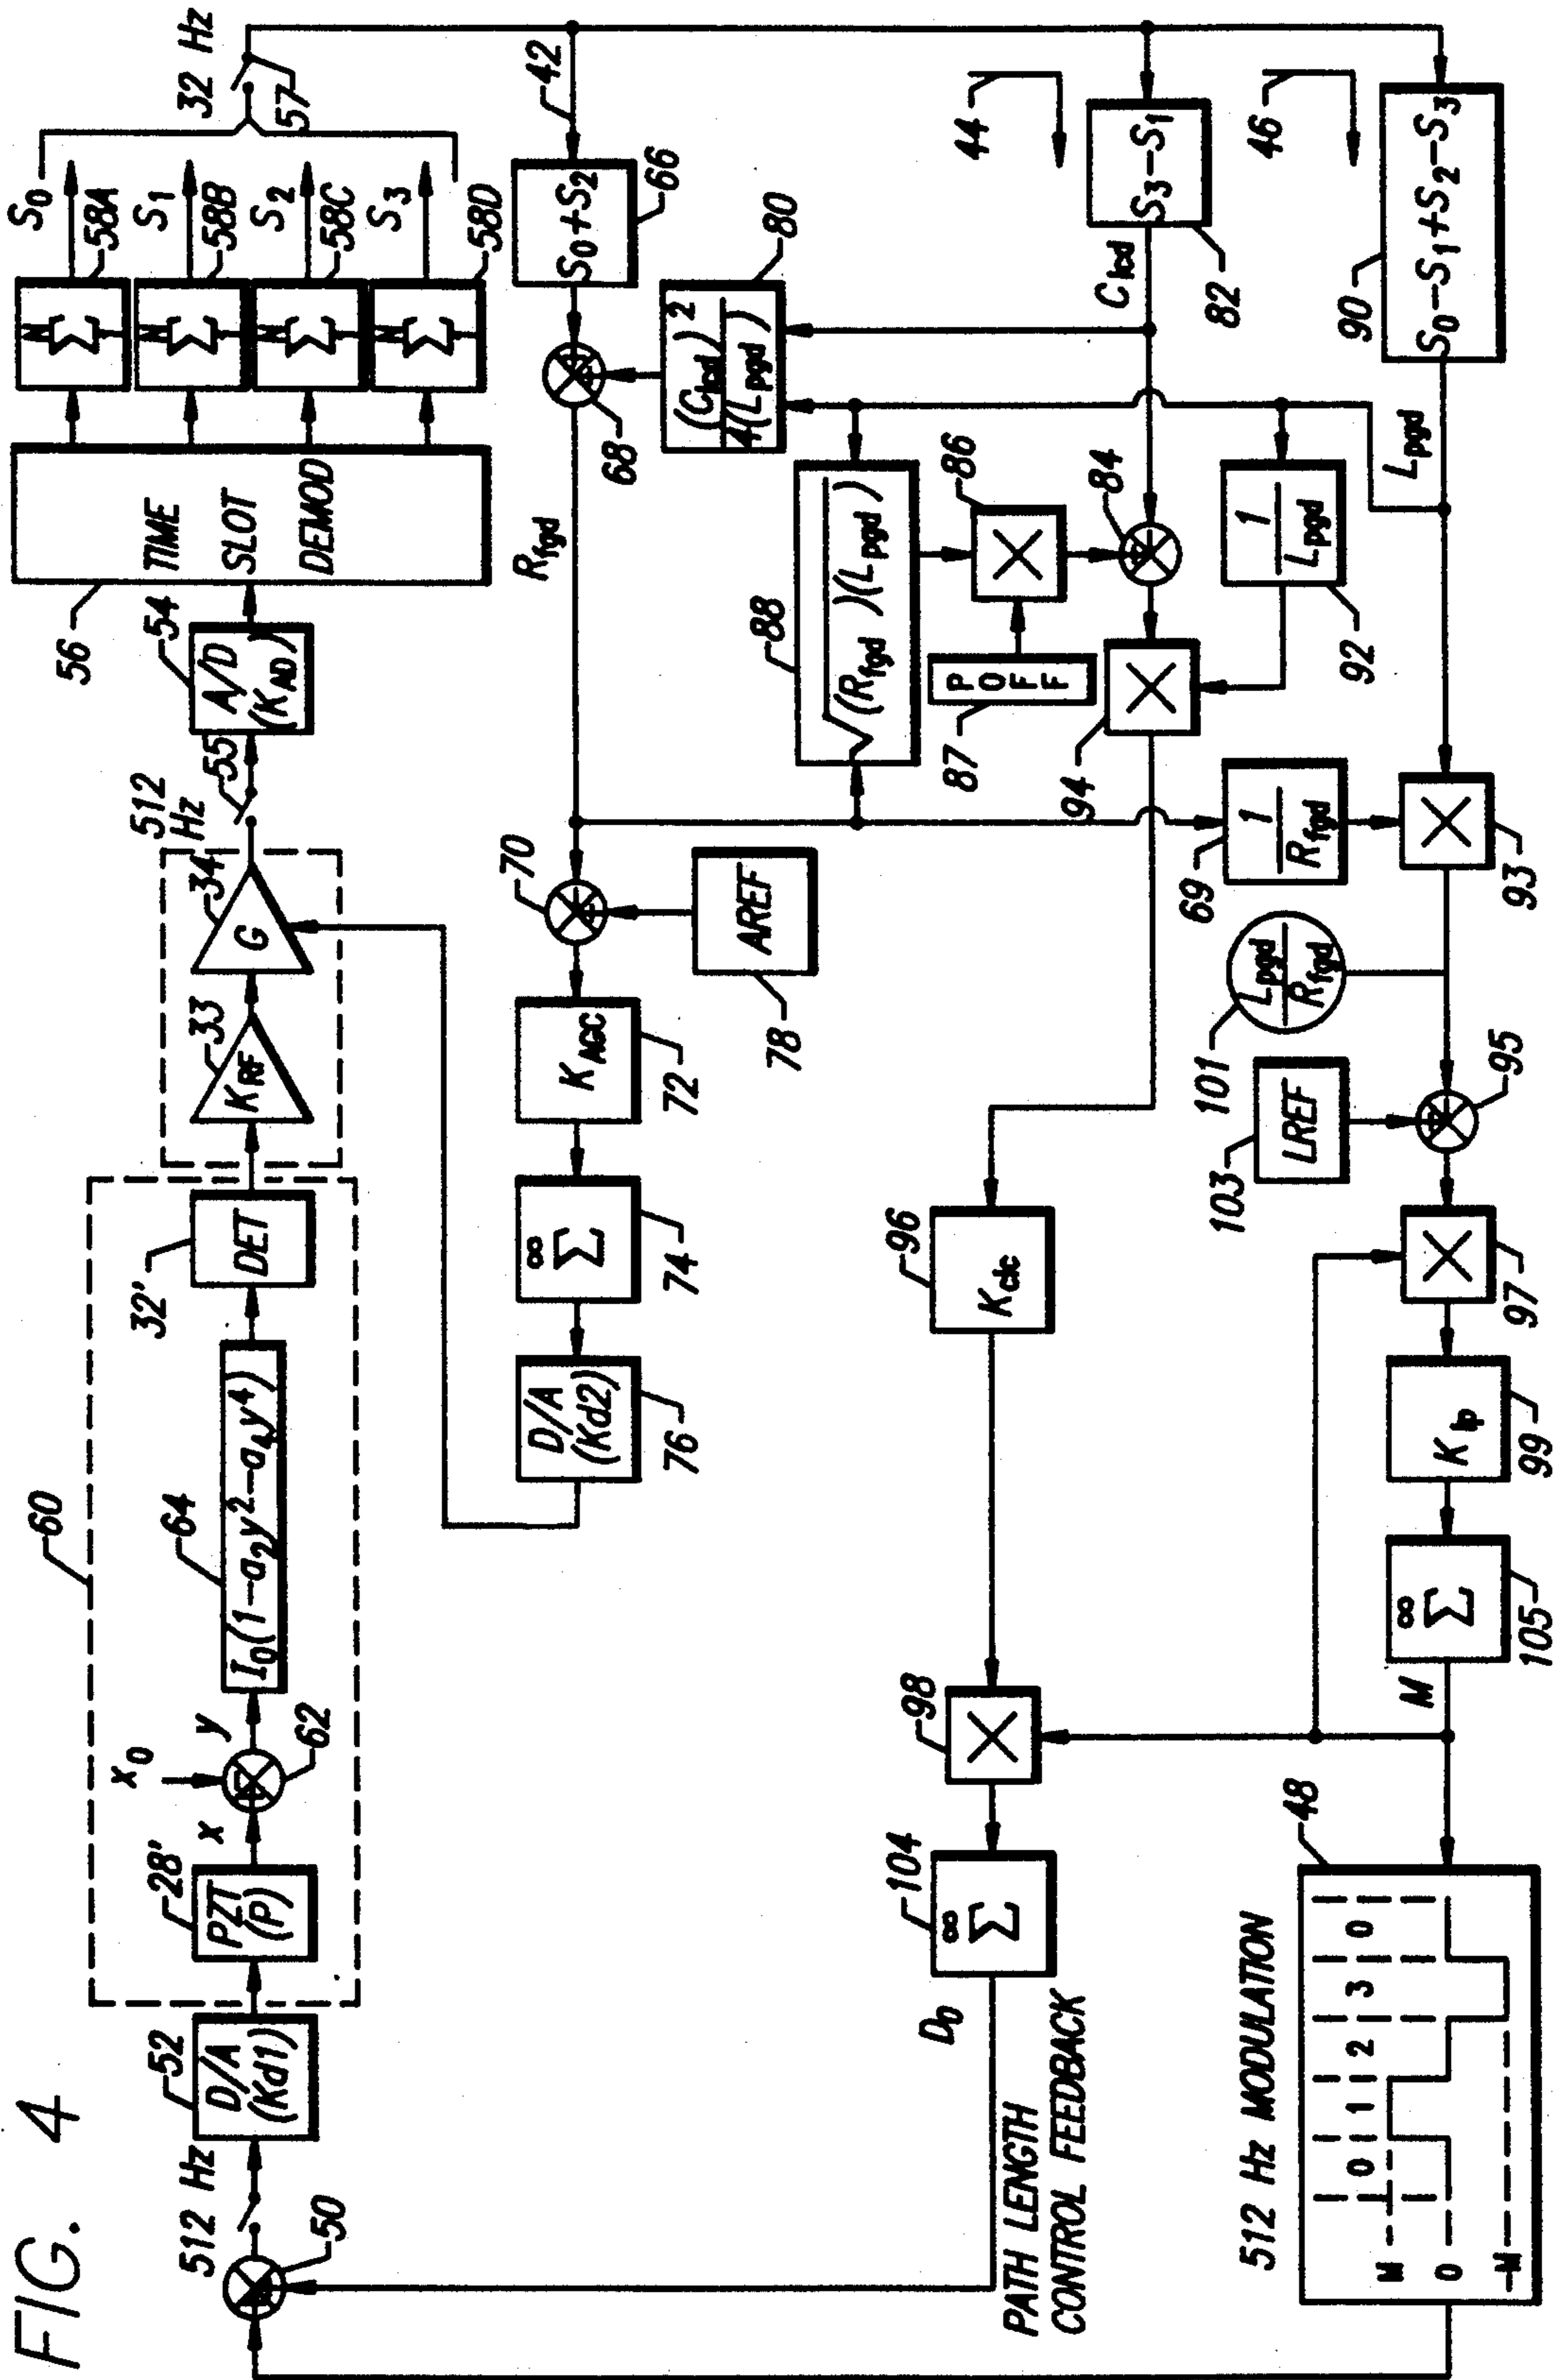 FIG. 4
512 Hz
50
D/A
(Kd1)
52
PZT
(P)
28'
x
x0
y
62
I0(1-a2y²-a4y⁴)
64
60
DET
32'
KRF
33
G
34
512
Hz
55
A/D
(KAD)
54
TIME
SLOT
DEMOD
56
N
Σ
1
58A
S0
N
Σ
1
58B
S1
N
Σ
1
58C
S2
N
Σ
1
58D
S3
32 Hz
57
42
S0+S2
66
68
Rfgd
(Clcd)²
4(Lpgd)
80
70
AREF
78
KAGC
72
∞
Σ
74
D/A
(Kd2)
76
√(Rfgd)(Lpgd)
88
86
P
O
F
F
87
84
94
1
Lpgd
92
44
S3-S1
82
Clcd
46
S0-S1+S2-S3
90
Lpgd
1
Rfgd
69
93
Lpgd
Rfgd
101
LREF
103
95
97
Klp
99
∞
Σ
105
M
Kclc
96
98
∞
Σ
104
D0
PATH LENGTH
CONTROL FEEDBACK
512 Hz MODULATION
48
M
0
-M
0 1 2 3 0